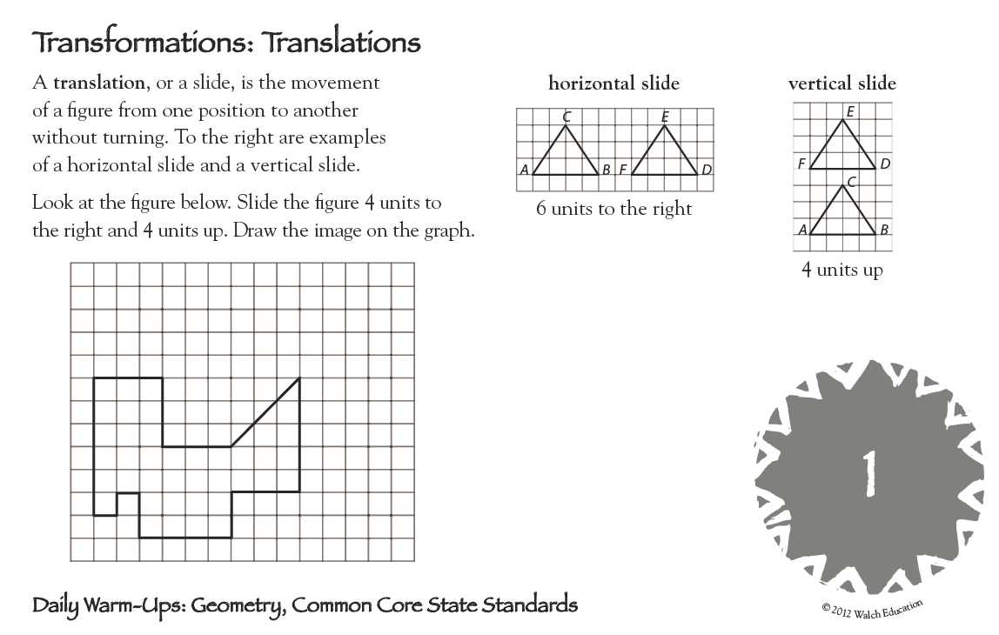 Transformations: Translations
A translation, or a slide, is the movement
of a figure from one position to another
without turning. To the right are examples
of a horizontal slide and a vertical slide.
Look at the figure below. Slide the figure 4 units to
the right and 4 units up. Draw the image on the graph.
horizontal slide
C E
A B F D
6 units to the right
vertical slide
E
F D
C
A B
4 units up
1
© 2012 Walch Education
Daily Warm-Ups: Geometry, Common Core State Standards